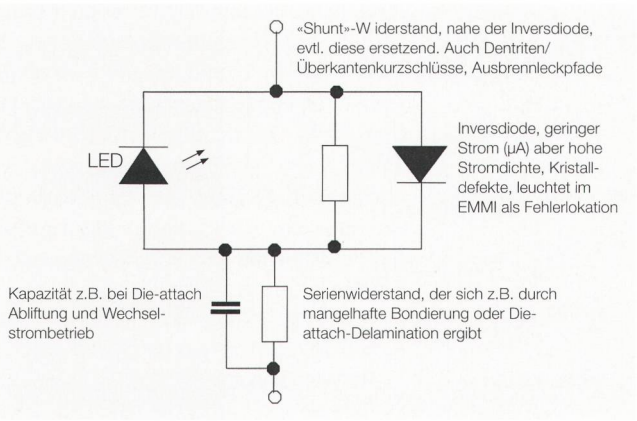 «Shunt»-W iderstand, nahe der Inversdiode,
evtl. diese ersetzend. Auch Dentriten/
Überkantenkurzschlüsse, Ausbrennleckpfade
LED
Inversdiode, geringer
Strom (µA) aber hohe
Stromdichte, Kristall-
defekte, leuchtet im
EMMI als Fehlerlokation
Kapazität z.B. bei Die-attach
Abliftung und Wechsel-
strombetrieb
Serienwiderstand, der sich z.B. durch
mangelhafte Bondierung oder Die-
attach-Delamination ergibt